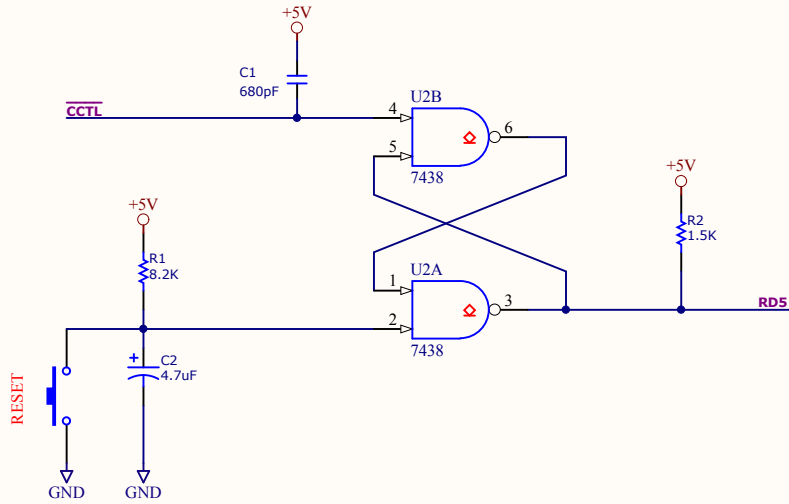 +5V
C1
680pF
CCTL
U2B
4
5
6
7438
+5V
R2
1.5K
+5V
R1
8.2K
U2A
1
2
3
7438
RD5
+
C2
4.7uF
RESET
GND
GND